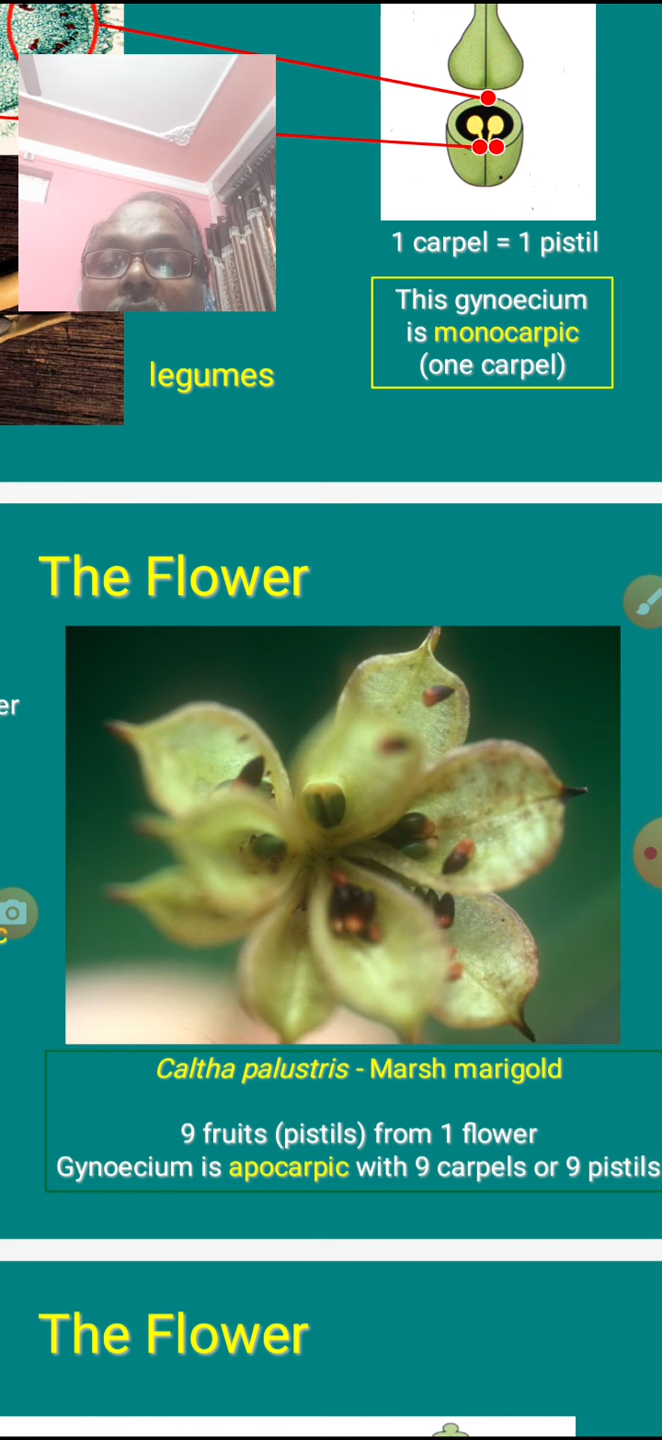 1 carpel = 1 pistil
This gynoecium
is monocarpic
(one carpel)
legumes
The Flower
er
c
Caltha palustris - Marsh marigold
9 fruits (pistils) from 1 flower
Gynoecium is apocarpic with 9 carpels or 9 pistils
The Flower